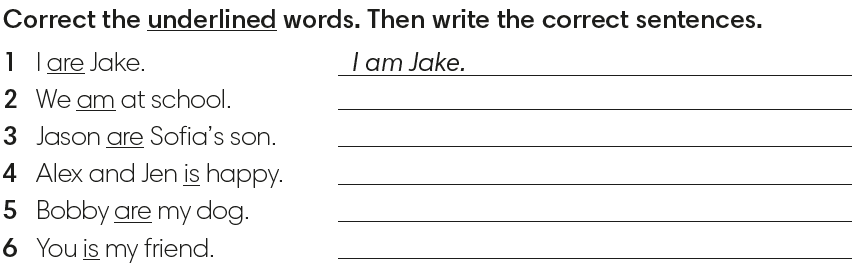 Correct the underlined words. Then write the correct sentences.
1 I are Jake. I am Jake.
2 We am at school.
3 Jason are Sofia's son.
4 Alex and Jen is happy.
5 Bobby are my dog.
6 You is my friend.